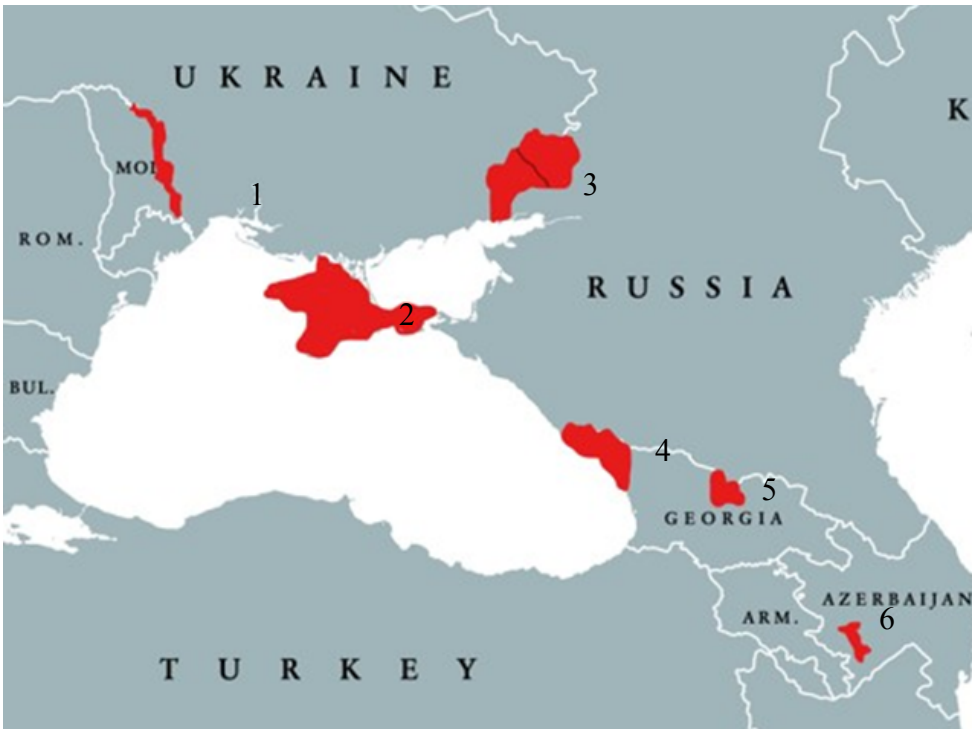 UKRAINE
K
MOL
1
3
ROM.
RUSSIA
2
BUL.
4
5
GEORGIA
AZERBAIJAN
ARM.
6
TURKEY